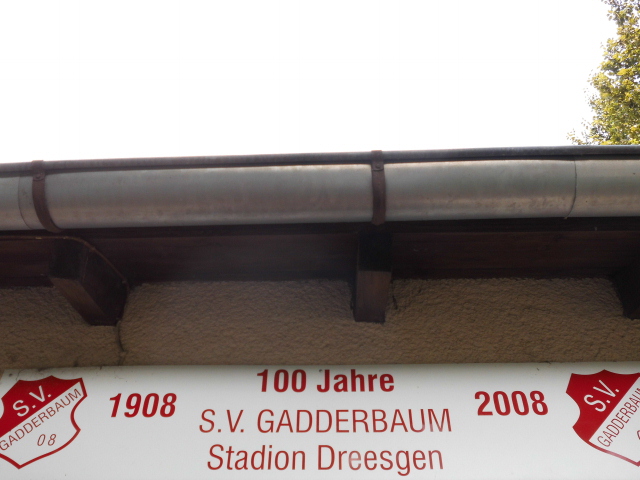 100 Jahre
1908 S.V. GADDERBAUM 2008
Stadion Dreesgen
S.V.
GADDERBAUM
08
S.V.
GADDERBAUM